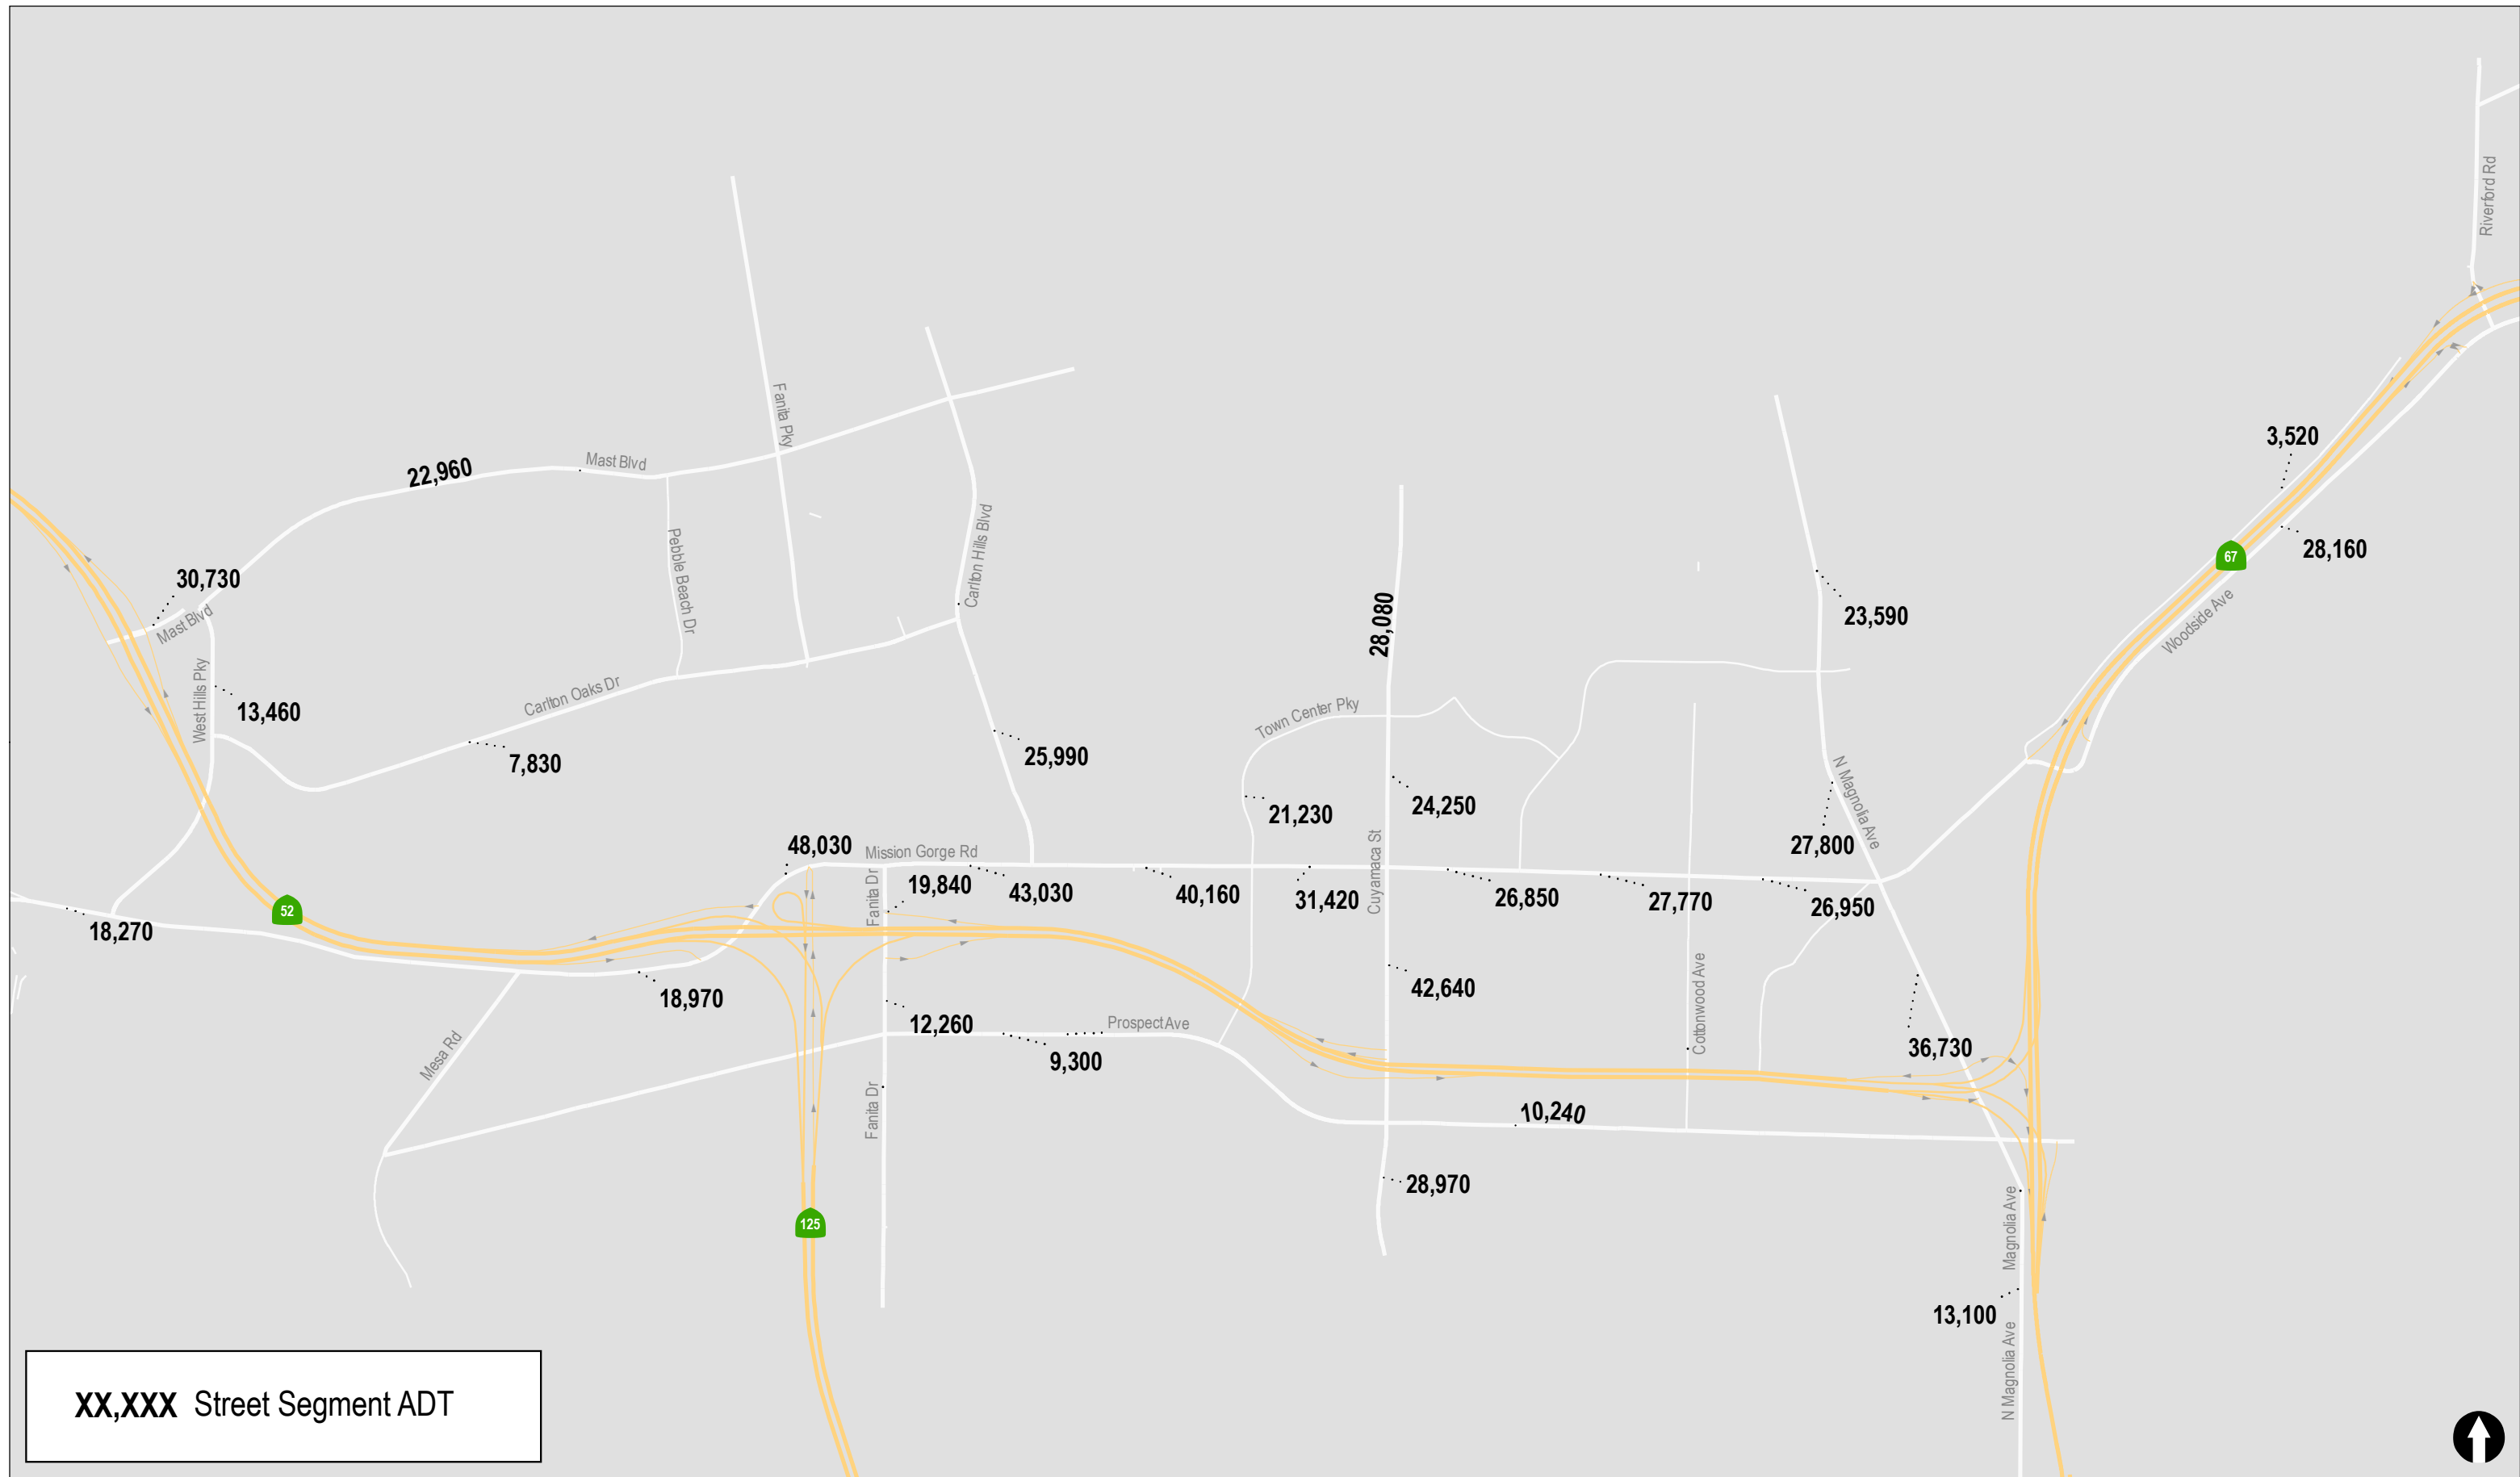 Riverford Rd
3,520
28,160
67
Woodside Ave
Fanita Pky
Mast Blvd
22,960
Pebble Beach Dr
Carlton Hills Blvd
30,730
Mast Blvd
West Hills Pky
13,460
Carlton Oaks Dr
7,830
25,990
28,080
23,590
Town Center Pky
21,230
24,250
N Magnolia Ave
27,800
48,030
Mission Gorge Rd
Fanita Dr
19,840
43,030
40,160
31,420
Cuyamaca St
26,850
27,770
26,950
52
18,270
18,970
12,260
Prospect Ave
9,300
42,640
Cottonwood Ave
36,730
Mesa Rd
Fanita Dr
10,240
28,970
125
Magnolia Ave
13,100
N Magnolia Ave
XX,XXX Street Segment ADT